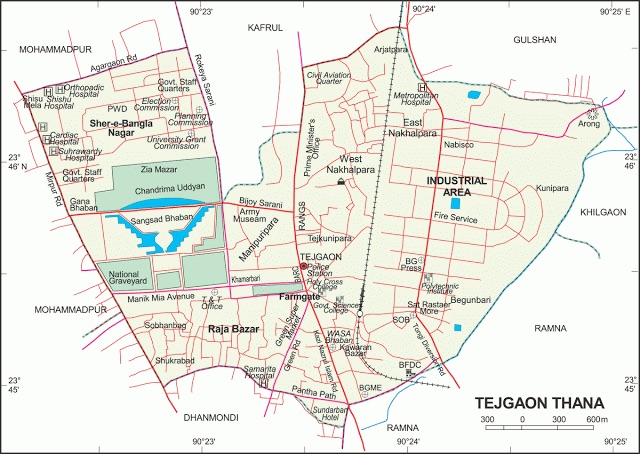 90°23'
90°24'
90°25' E
MOHAMMADPUR
KAFRUL
GULSHAN
Agargaon Rd
Rokeya Sarani
Arjatpara
Civil Aviation
Quarter
Orthopadic
Hospital
Shisu
Mela
Shishu
Hospital
Govt. Staff
Quarters
PWD
Election
Commission
Planning
Commission
Sher-e-Bangla
Nagar
University Grant
Commission
Cardiac
Hospital
Suhrawardy
Hospital
Metropolitan
Hospital
East
Nakhalpara
Arong
Nabisco
Prime Minister's
Office
West
Nakhalpara
23°
46' N
23°
46'
Govt. Staff
Quarters
Zia Mazar
Chandrima Uddyan
INDUSTRIAL
AREA
Kunipara
Mirpur Rd
Gana
Bhaban
Sangsad Bhaban
Bijoy Sarani
Army
Museam
RANGS
Fire Service
KHILGAON
Manipuripara
Tejkunipara
TEJGAON
Police
Station
Holy Cross
College
BG
Press
Polytechnic
Institute
National
Graveyard
Khamarbari
BARC
Govt. Sciences
College
Begunbari
Sat Rastaer
More
MOHAMMADPUR
Manik Mia Avenue
T & T
Office
Farmgate
SOB
RAMNA
Sobhanbag
Raja Bazar
Green Super
Market
Green Rd
WASA
Bhaban
Kawaran
Bazar
Kazi Nazrul Islam Rd
Tongi Diversion Rd
Shukrabad
Samarita
Hospital
BFDC
BGME
23°
45'
23°
45'
Pantha Path
Sundarban
Hotel
DHANMONDI
RAMNA
TEJGAON THANA
300 0 300 600m
90°23'
90°24'
90°25'